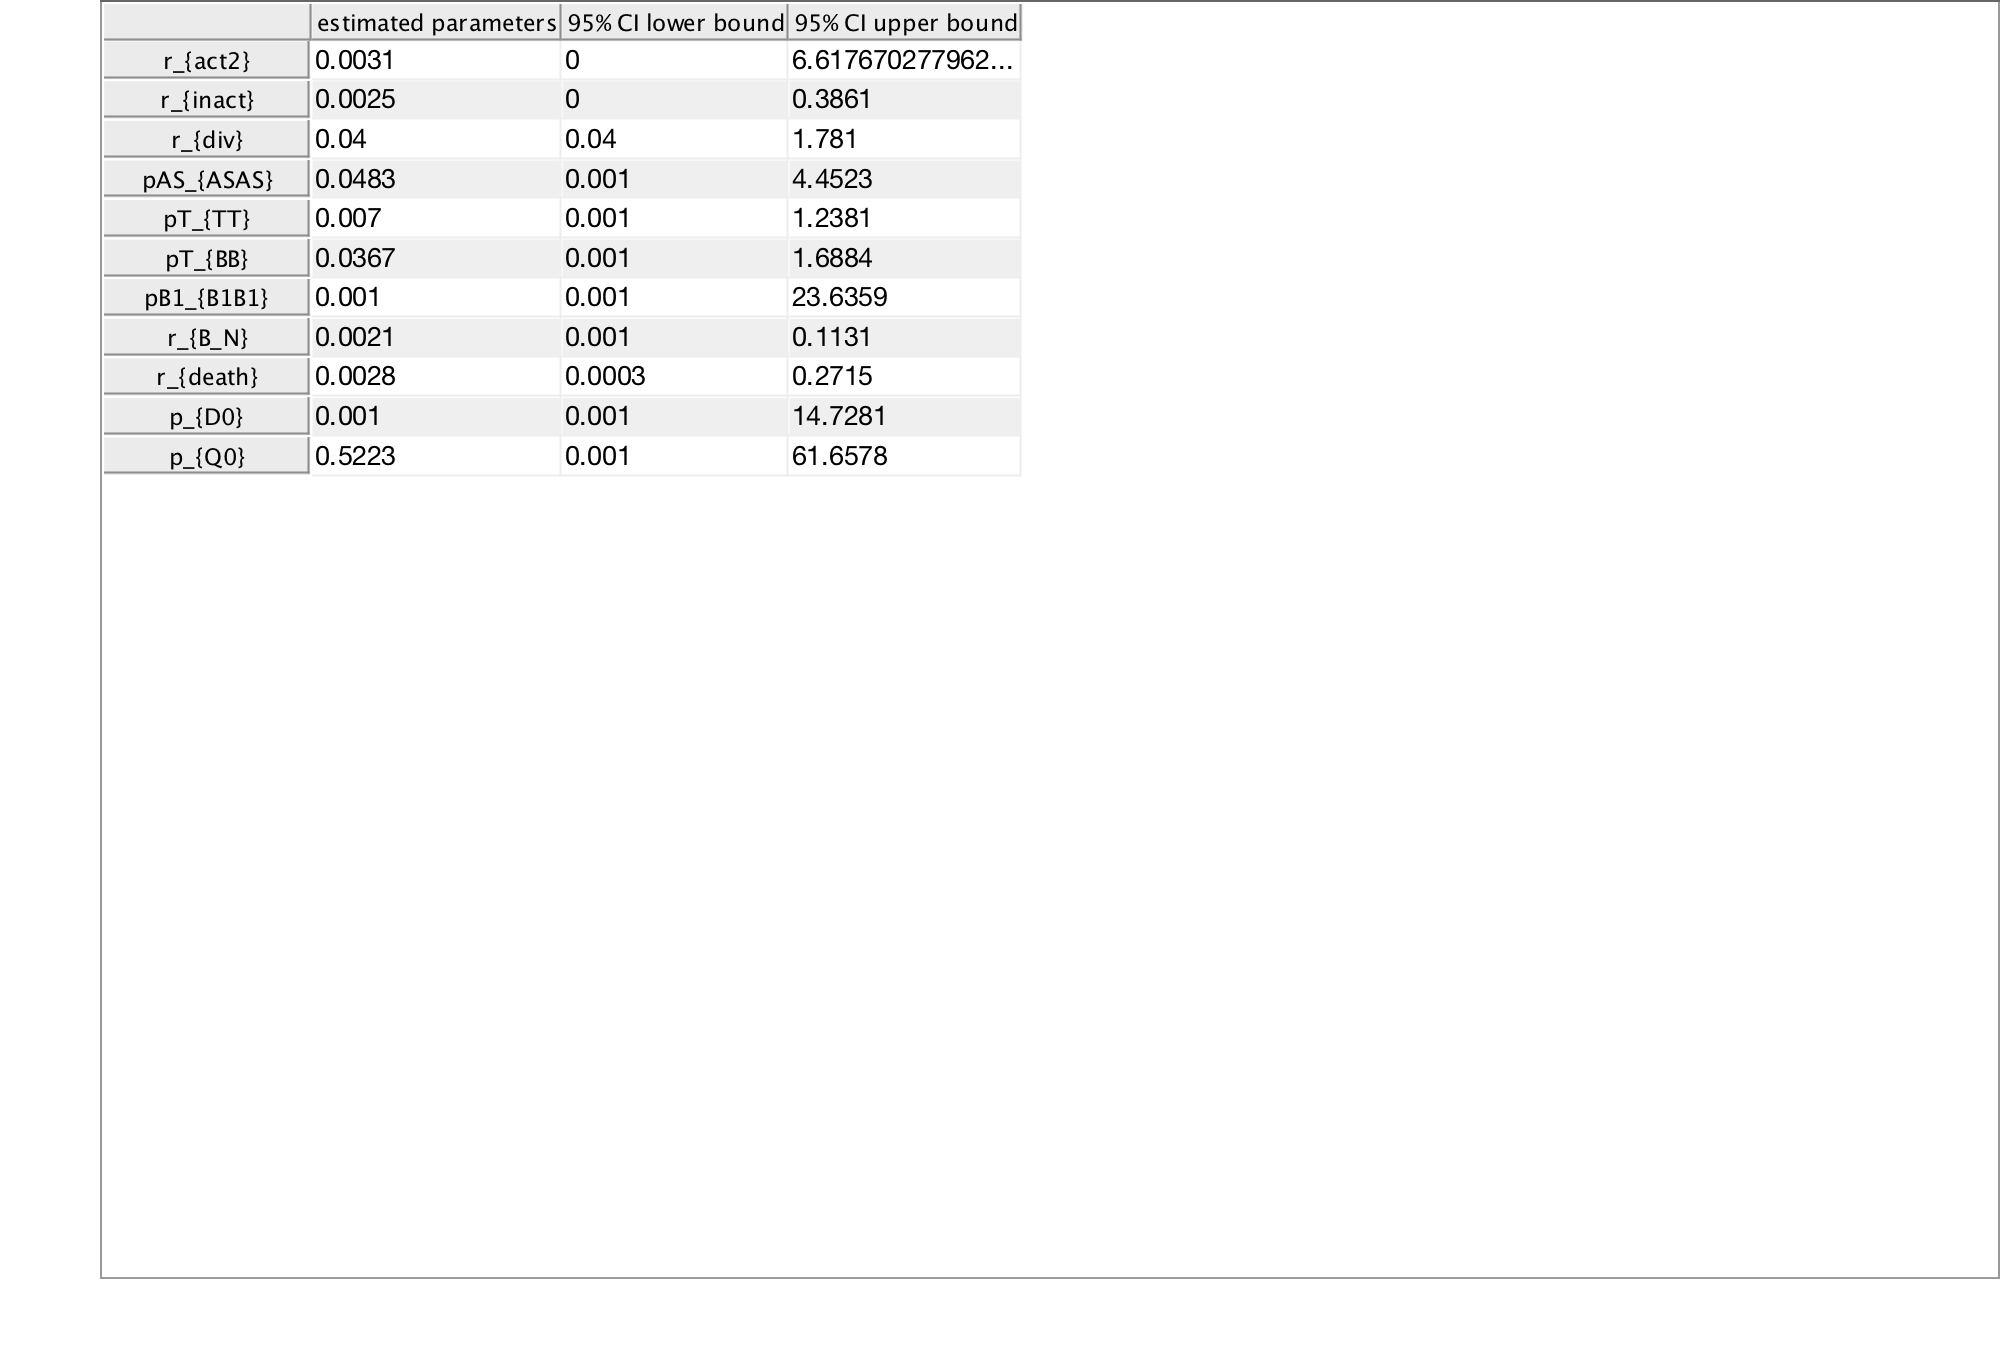 estimated parameters 95% CI lower bound 95% CI upper bound
r_{act2} 0.0031 0 6.617670277962...
r_{inact} 0.0025 0 0.3861
r_{div} 0.04 0.04 1.781
pAS_{ASAS} 0.0483 0.001 4.4523
pT_{TT} 0.007 0.001 1.2381
pT_{BB} 0.0367 0.001 1.6884
pB1_{B1B1} 0.001 0.001 23.6359
r_{B_N} 0.0021 0.001 0.1131
r_{death} 0.0028 0.0003 0.2715
p_{D0} 0.001 0.001 14.7281
p_{Q0} 0.5223 0.001 61.6578